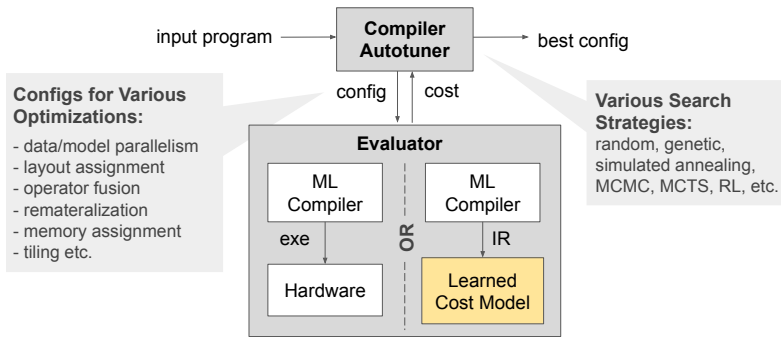 input program
Compiler
Autotuner
best config
config
cost
Configs for Various
Optimizations:
- data/model parallelism
- layout assignment
- operator fusion
- remateralization
- memory assignment
- tiling etc.
Various Search
Strategies:
random, genetic,
simulated annealing,
MCMC, MCTS, RL, etc.
Evaluator
ML
Compiler
exe
Hardware
OR
ML
Compiler
IR
Learned
Cost Model